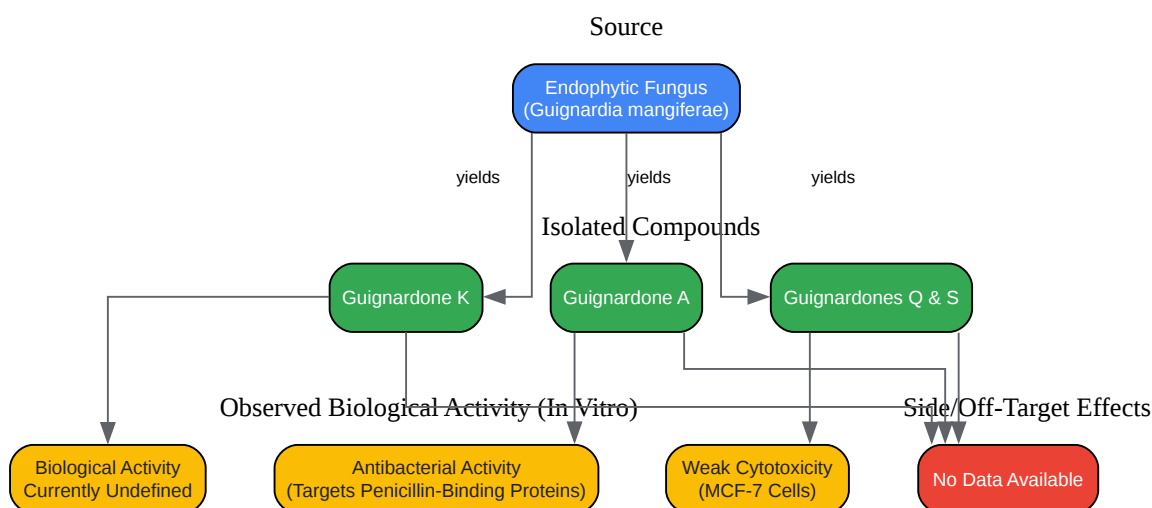 Source
Endophytic Fungus
(Guignardia mangiferae)
yields
yields
yields
Isolated Compounds
Guignardone K
Guignardone A
Guignardones Q & S
Observed Biological Activity (In Vitro)
Side/Off-Target Effects
Biological Activity
Currently Undefined
Antibacterial Activity
(Targets Penicillin-Binding Proteins)
Weak Cytotoxicity
(MCF-7 Cells)
No Data Available